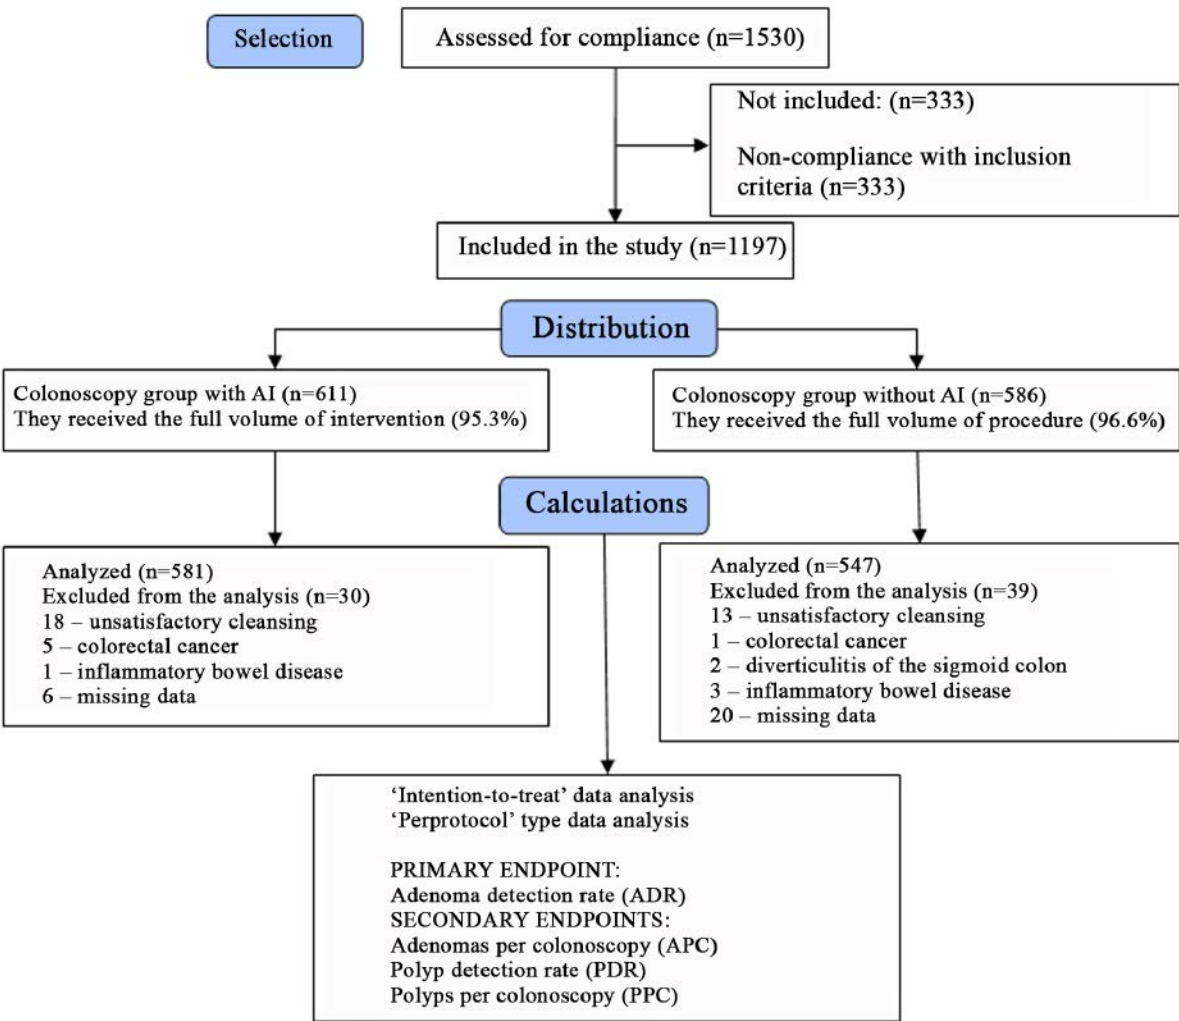 Selection
Assessed for compliance (n=1530)
Not included: (n=333)
Non-compliance with inclusion
criteria (n=333)
Included in the study (n=1197)
Distribution
Colonoscopy group with AI (n=611)
They received the full volume of intervention (95.3%)
Colonoscopy group without AI (n=586)
They received the full volume of procedure (96.6%)
Calculations
Analyzed (n=581)
Excluded from the analysis (n=30)
18 – unsatisfactory cleansing
5 – colorectal cancer
1 – inflammatory bowel disease
6 – missing data
Analyzed (n=547)
Excluded from the analysis (n=39)
13 – unsatisfactory cleansing
1 – colorectal cancer
2 – diverticulitis of the sigmoid colon
3 – inflammatory bowel disease
20 – missing data
‘Intention-to-treat’ data analysis
‘Perprotocol’ type data analysis
PRIMARY ENDPOINT:
Adenoma detection rate (ADR)
SECONDARY ENDPOINTS:
Adenomas per colonoscopy (APC)
Polyp detection rate (PDR)
Polyps per colonoscopy (PPC)